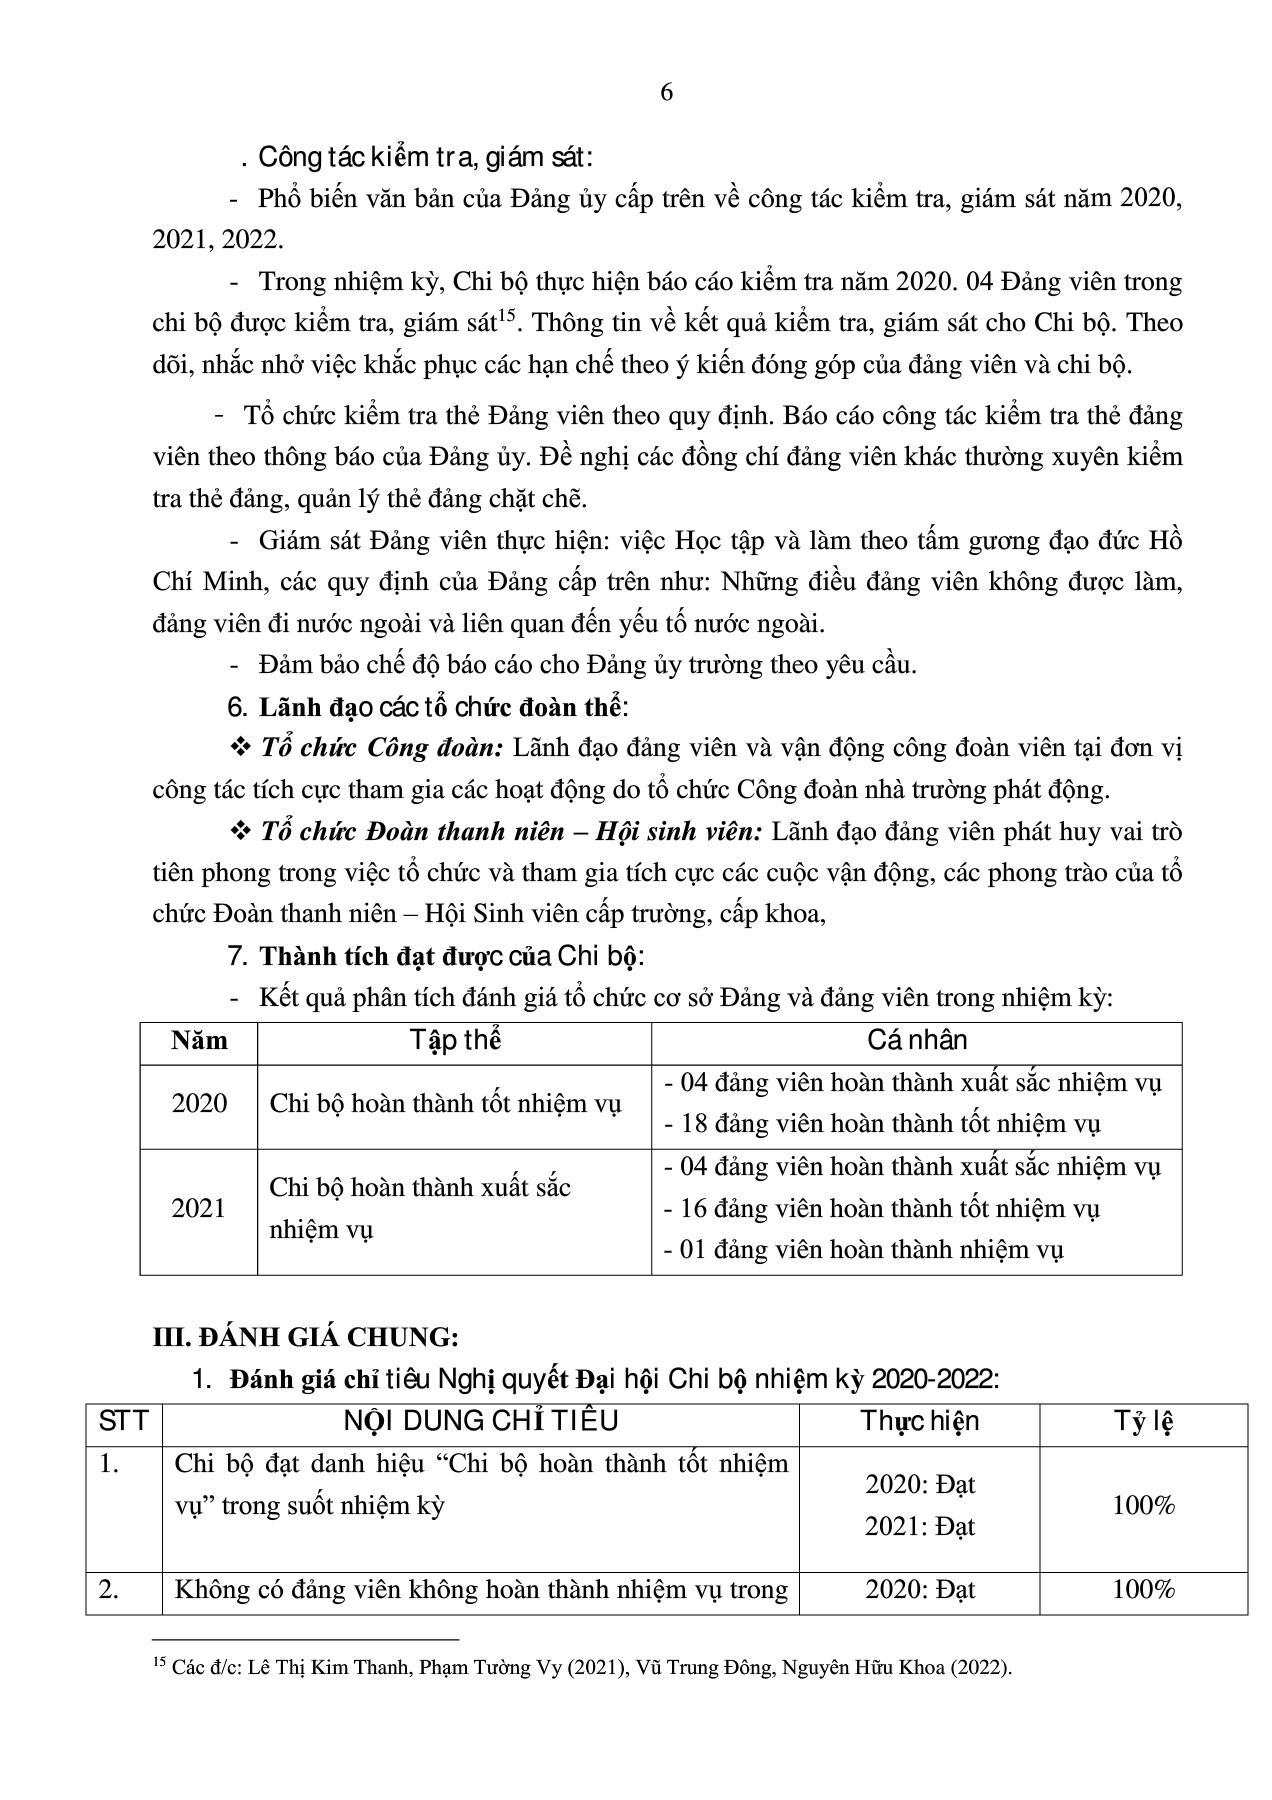 6
. Công tác kiểm tra, giám sát:
- Phổ biến văn bản của Đảng ủy cấp trên về công tác kiểm tra, giám sát năm 2020,
2021, 2022.
- Trong nhiệm kỳ, Chi bộ thực hiện báo cáo kiểm tra năm 2020. 04 Đảng viên trong
chi bộ được kiểm tra, giám sát15. Thông tin về kết quả kiểm tra, giám sát cho Chi bộ. Theo
dõi, nhắc nhở việc khắc phục các hạn chế theo ý kiến đóng góp của đảng viên và chi bộ.
- Tổ chức kiểm tra thẻ Đảng viên theo quy định. Báo cáo công tác kiểm tra thẻ đảng
viên theo thông báo của Đảng ủy. Đề nghị các đồng chí đảng viên khác thường xuyên kiểm
tra thẻ đảng, quản lý thẻ đảng chặt chẽ.
- Giám sát Đảng viên thực hiện: việc Học tập và làm theo tấm gương đạo đức Hồ
Chí Minh, các quy định của Đảng cấp trên như: Những điều đảng viên không được làm,
đảng viên đi nước ngoài và liên quan đến yếu tố nước ngoài.
- Đảm bảo chế độ báo cáo cho Đảng ủy trường theo yêu cầu.
6. Lãnh đạo các tổ chức đoàn thể:
❖ Tổ chức Công đoàn: Lãnh đạo đảng viên và vận động công đoàn viên tại đơn vị
công tác tích cực tham gia các hoạt động do tổ chức Công đoàn nhà trường phát động.
❖ Tổ chức Đoàn thanh niên – Hội sinh viên: Lãnh đạo đảng viên phát huy vai trò
tiên phong trong việc tổ chức và tham gia tích cực các cuộc vận động, các phong trào của tổ
chức Đoàn thanh niên – Hội Sinh viên cấp trường, cấp khoa,
7. Thành tích đạt được của Chi bộ:
- Kết quả phân tích đánh giá tổ chức cơ sở Đảng và đảng viên trong nhiệm kỳ:
Năm Tập thể Cá nhân
2020 Chi bộ hoàn thành tốt nhiệm vụ
- 04 đảng viên hoàn thành xuất sắc nhiệm vụ
- 18 đảng viên hoàn thành tốt nhiệm vụ
2021
Chi bộ hoàn thành xuất sắc
nhiệm vụ
- 04 đảng viên hoàn thành xuất sắc nhiệm vụ
- 16 đảng viên hoàn thành tốt nhiệm vụ
- 01 đảng viên hoàn thành nhiệm vụ
III. ĐÁNH GIÁ CHUNG:
1. Đánh giá chỉ tiêu Nghị quyết Đại hội Chi bộ nhiệm kỳ 2020-2022:
STT NỘI DUNG CHỈ TIÊU Thực hiện Tỷ lệ
1. Chi bộ đạt danh hiệu “Chi bộ hoàn thành tốt nhiệm
vụ” trong suốt nhiệm kỳ
2020: Đạt
2021: Đạt
100%
2. Không có đảng viên không hoàn thành nhiệm vụ trong 2020: Đạt 100%
15 Các đ/c: Lê Thị Kim Thanh, Phạm Tường Vy (2021), Vũ Trung Đông, Nguyên Hữu Khoa (2022).